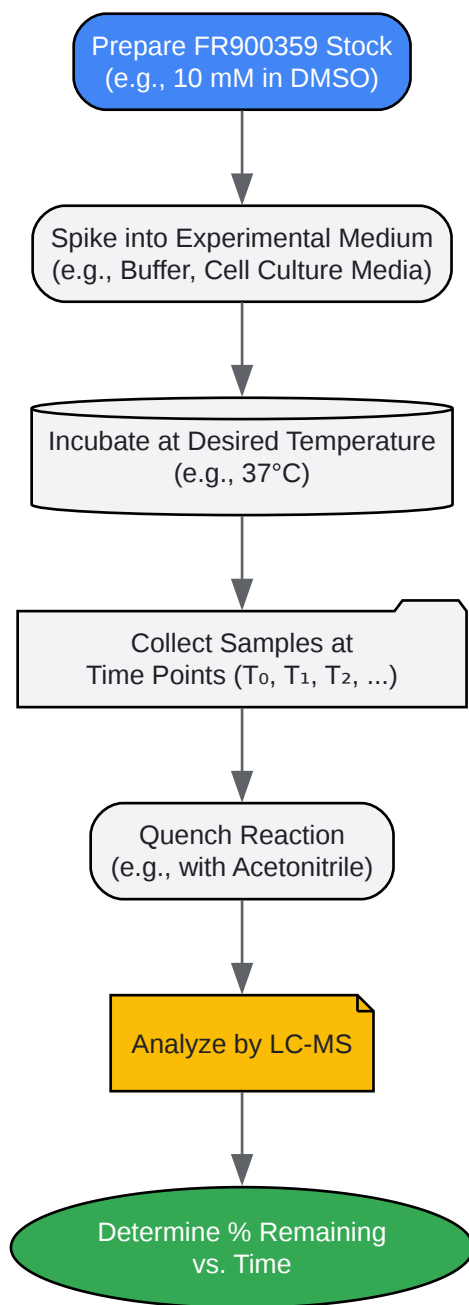 Prepare FR900359 Stock
(e.g., 10 mM in DMSO)
Spike into Experimental Medium
(e.g., Buffer, Cell Culture Media)
Incubate at Desired Temperature
(e.g., 37°C)
Collect Samples at
Time Points (T₀, T₁, T₂, ...)
Quench Reaction
(e.g., with Acetonitrile)
Analyze by LC-MS
Determine % Remaining
vs. Time